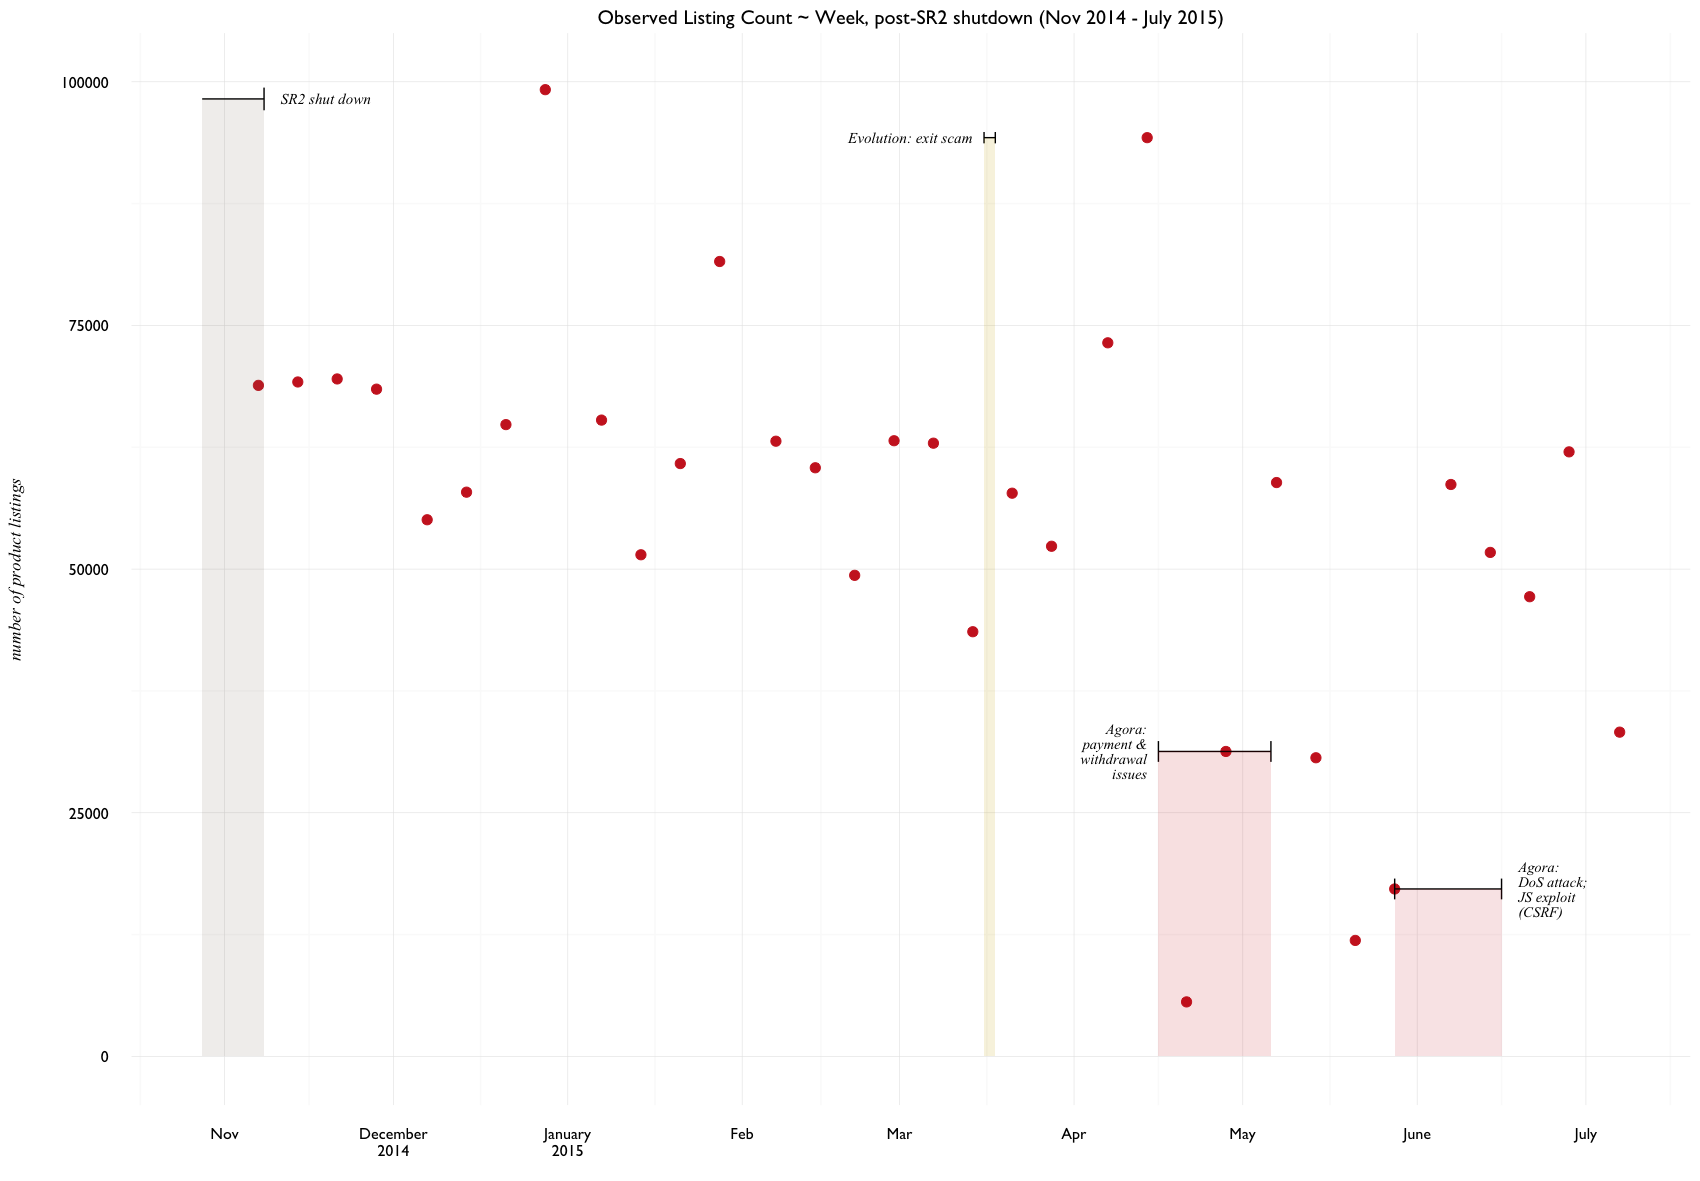 Observed Listing Count ~ Week, post-SR2 shutdown (Nov 2014 - July 2015)
100000
75000
50000
25000
0
number of product listings
SR2 shut down
Evolution: exit scam
Agora:
payment &
withdrawal
issues
Agora:
DoS attack;
JS exploit
(CSRF)
Nov
December
2014
January
2015
Feb
Mar
Apr
May
June
July